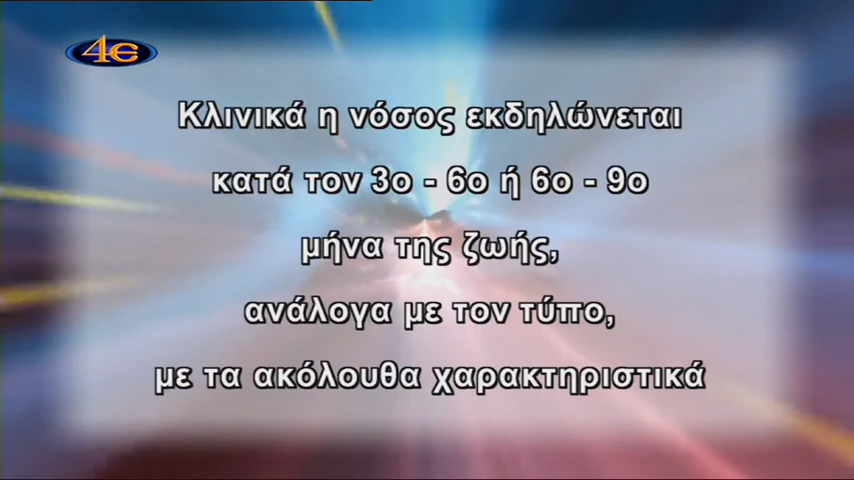 4E
Κλινικά η νόσος εκδηλώνεται
κατά τον 3ο - 6ο ή 6ο - 9ο
μήνα της ζωής,
ανάλογα με τον τύπο,
με τα ακόλουθα χαρακτηριστικά